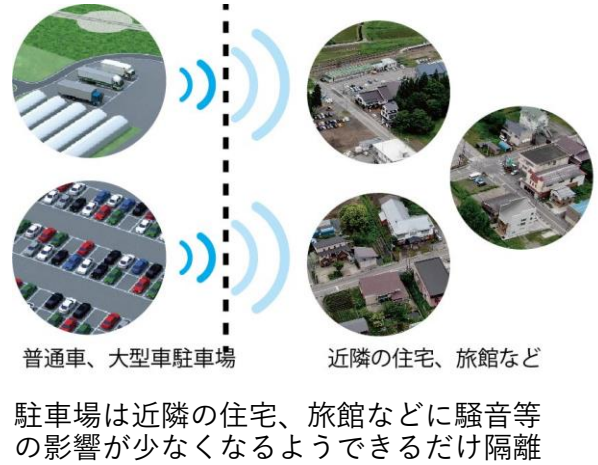 普通車、大型車駐車場
近隣の住宅、旅館など
駐車場は近隣の住宅、旅館などに騒音等
の影響が少なくなるようできるだけ隔離